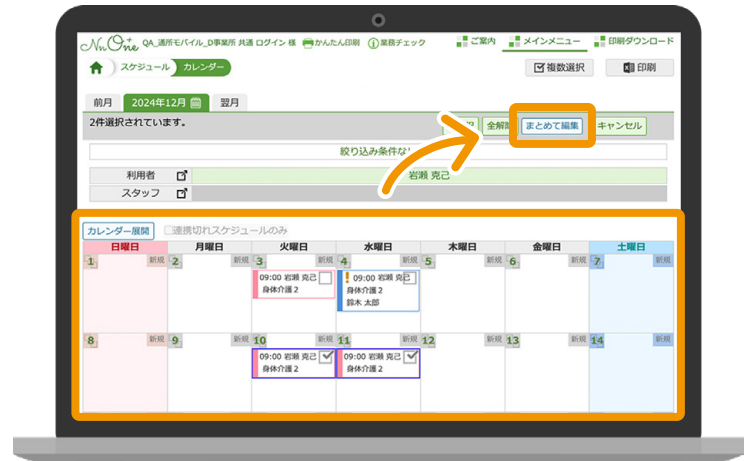 NuOne QA_通所モバイル_D事業所 共通 ログイン 様 かんたん印刷 業務チェック ご案内 メインメニュー 印刷ダウンロード
スケジュール カレンダー 複数選択 印刷
前月 2024年12月 翌月
2件選択されています。 全解 まとめて編集 キャンセル
絞り込み条件な
利用者 岩瀬 克己
スタッフ
カレンダー展開 連携切れスケジュールのみ
日曜日 月曜日 火曜日 水曜日 木曜日 金曜日 土曜日
1 新規 2 新規 3 新規 4 新規 5 新規 6 新規 7 新規
09:00 岩瀬 克己 09:00 岩瀬 克己
身体介護2 身体介護2
鈴木 太郎
8 新規 9 新規 10 新規 11 新規 12 新規 13 新規 14 新規
09:00 岩瀬 克己 09:00 岩瀬 克己
身体介護2 身体介護2